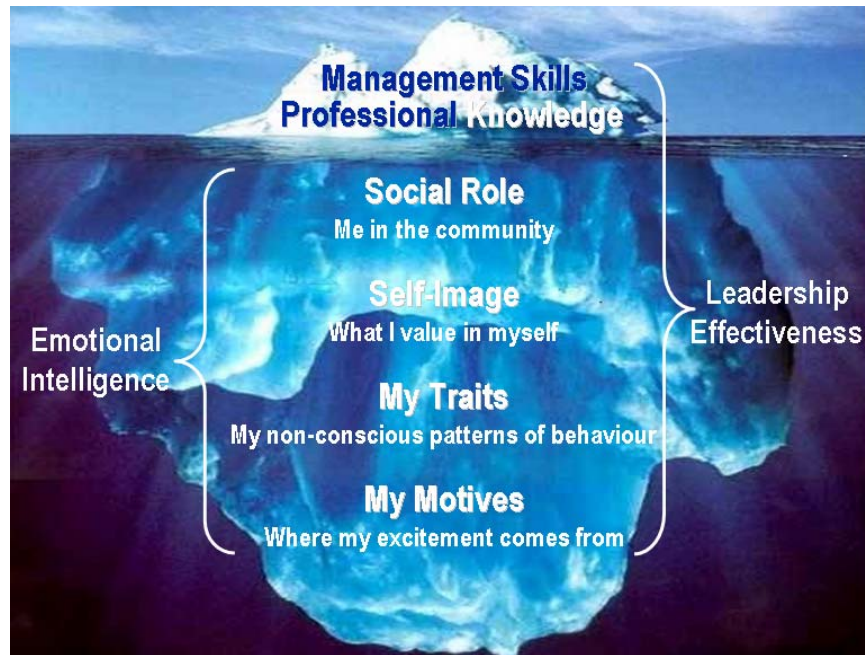 Management Skills
Professional Knowledge
Social Role
Me in the community
Self-Image
What I value in myself
My Traits
My non-conscious patterns of behaviour
My Motives
Where my excitement comes from
Emotional
Intelligence
Leadership
Effectiveness